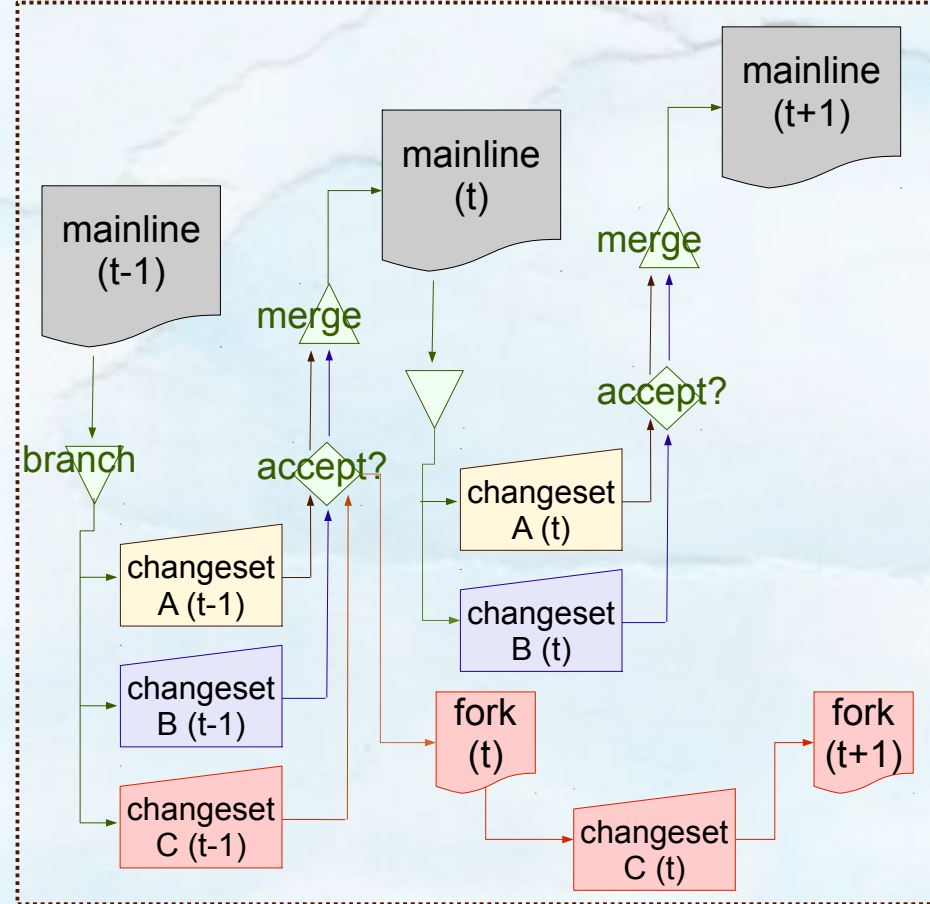 mainline
(t-1)
branch
changeset
A (t-1)
changeset
B (t-1)
changeset
C (t-1)
accept?
merge
mainline
(t)
changeset
A (t)
changeset
B (t)
accept?
merge
mainline
(t+1)
fork
(t)
changeset
C (t)
fork
(t+1)